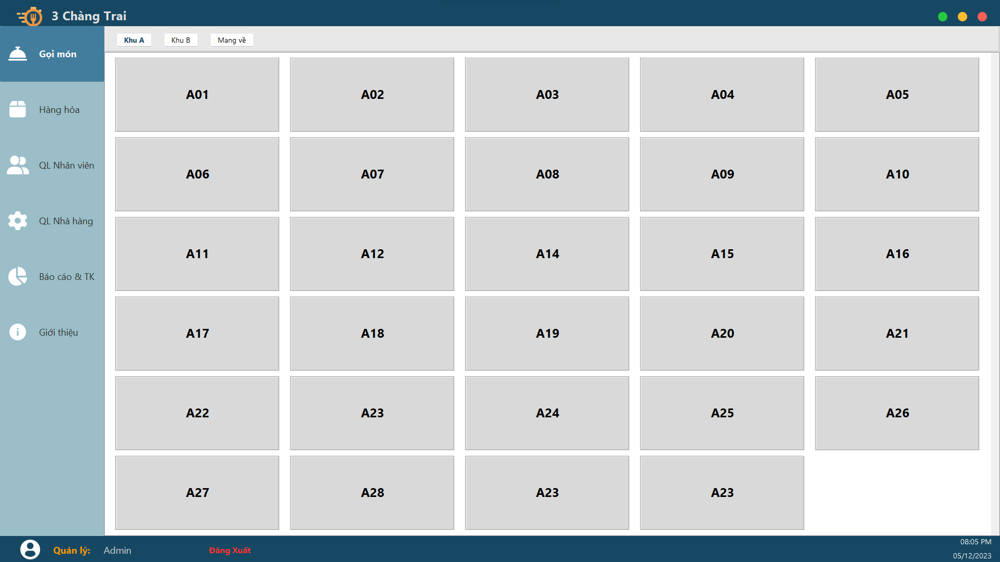 3 Chàng Trai
Gọi món
Hàng hóa
QL Nhân viên
QL Nhà hàng
Báo cáo & TK
Giới thiệu
Khu A Khu B Mang về
A01 A02 A03 A04 A05
A06 A07 A08 A09 A10
A11 A12 A14 A15 A16
A17 A18 A19 A20 A21
A22 A23 A24 A25 A26
A27 A28 A23 A23
Quản lý: Admin Đăng Xuất
08:05 PM
05/12/2023